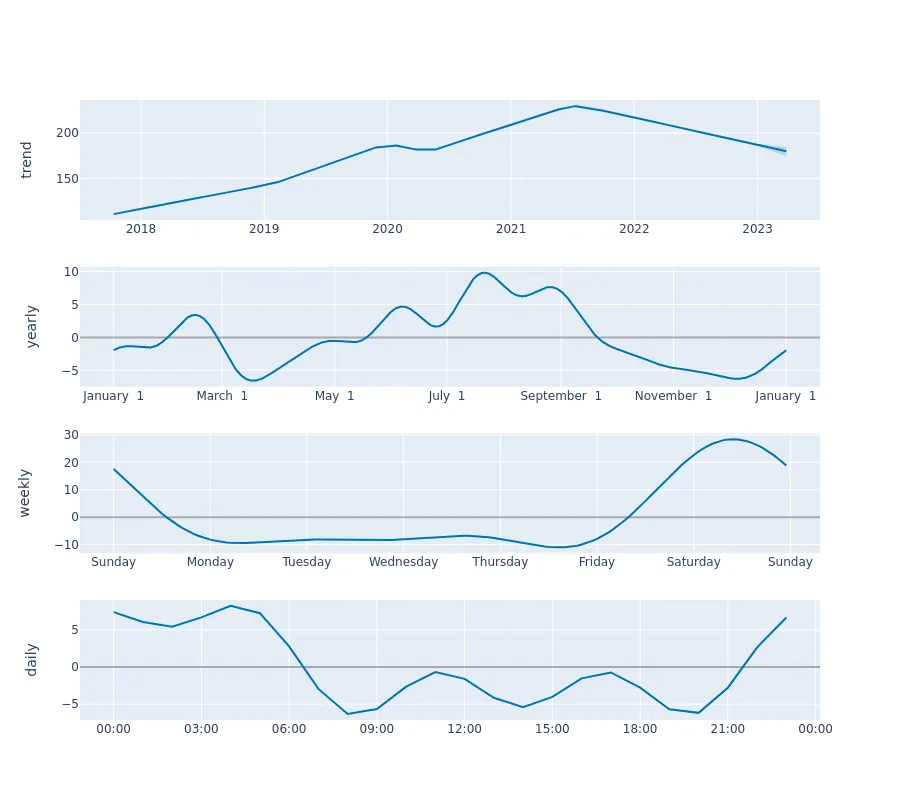 trend
200
150
2018 2019 2020 2021 2022 2023
yearly
10
5
0
−5
January 1 March 1 May 1 July 1 September 1 November 1 January 1
weekly
30
20
10
0
−10
Sunday Monday Tuesday Wednesday Thursday Friday Saturday Sunday
daily
5
0
−5
00:00 03:00 06:00 09:00 12:00 15:00 18:00 21:00 00:00